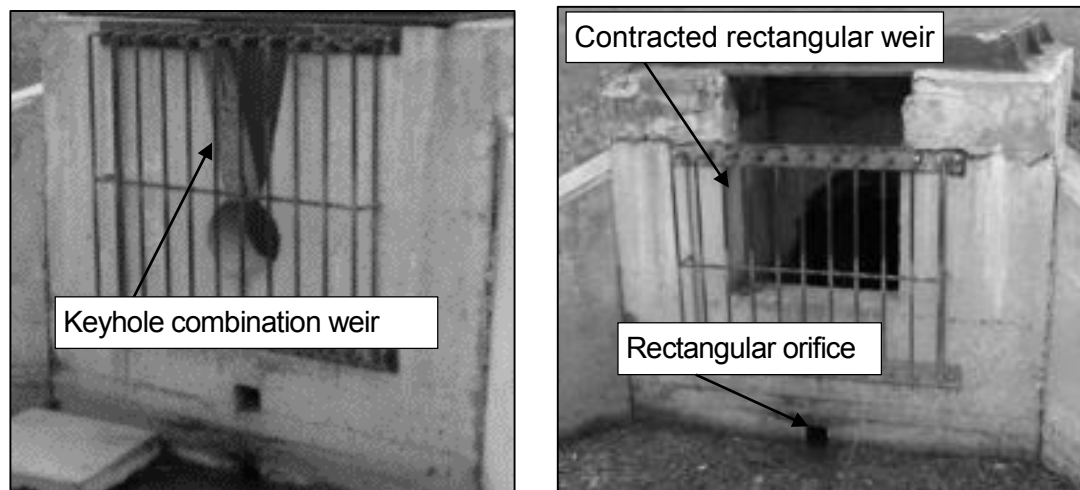 Keyhole combination weir
Contracted rectangular weir
Rectangular orifice